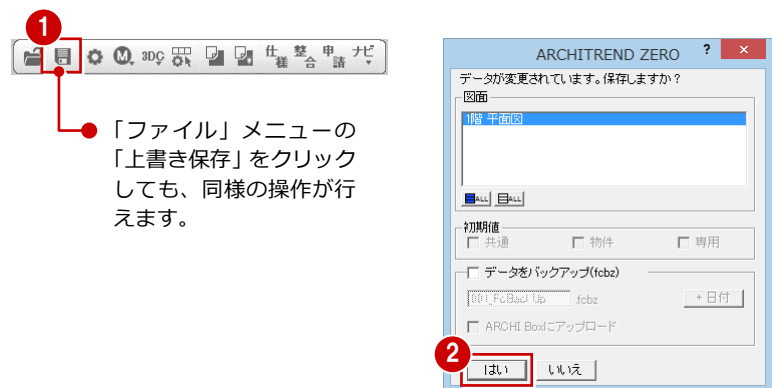 1
M 3DC 仕様 整合 申請 ナビ
「ファイル」メニューの
「上書き保存」をクリック
しても、同様の操作が行
えます。
ARCHITREND ZERO ? ×
データが変更されています。保存しますか？
図面
1階 平面図
ALL ALL
初期値
共通 物件 専用
データをバックアップ(fcbz)
.fcbz +日付
ARCHI Boxにアップロード
2
はい いいえ